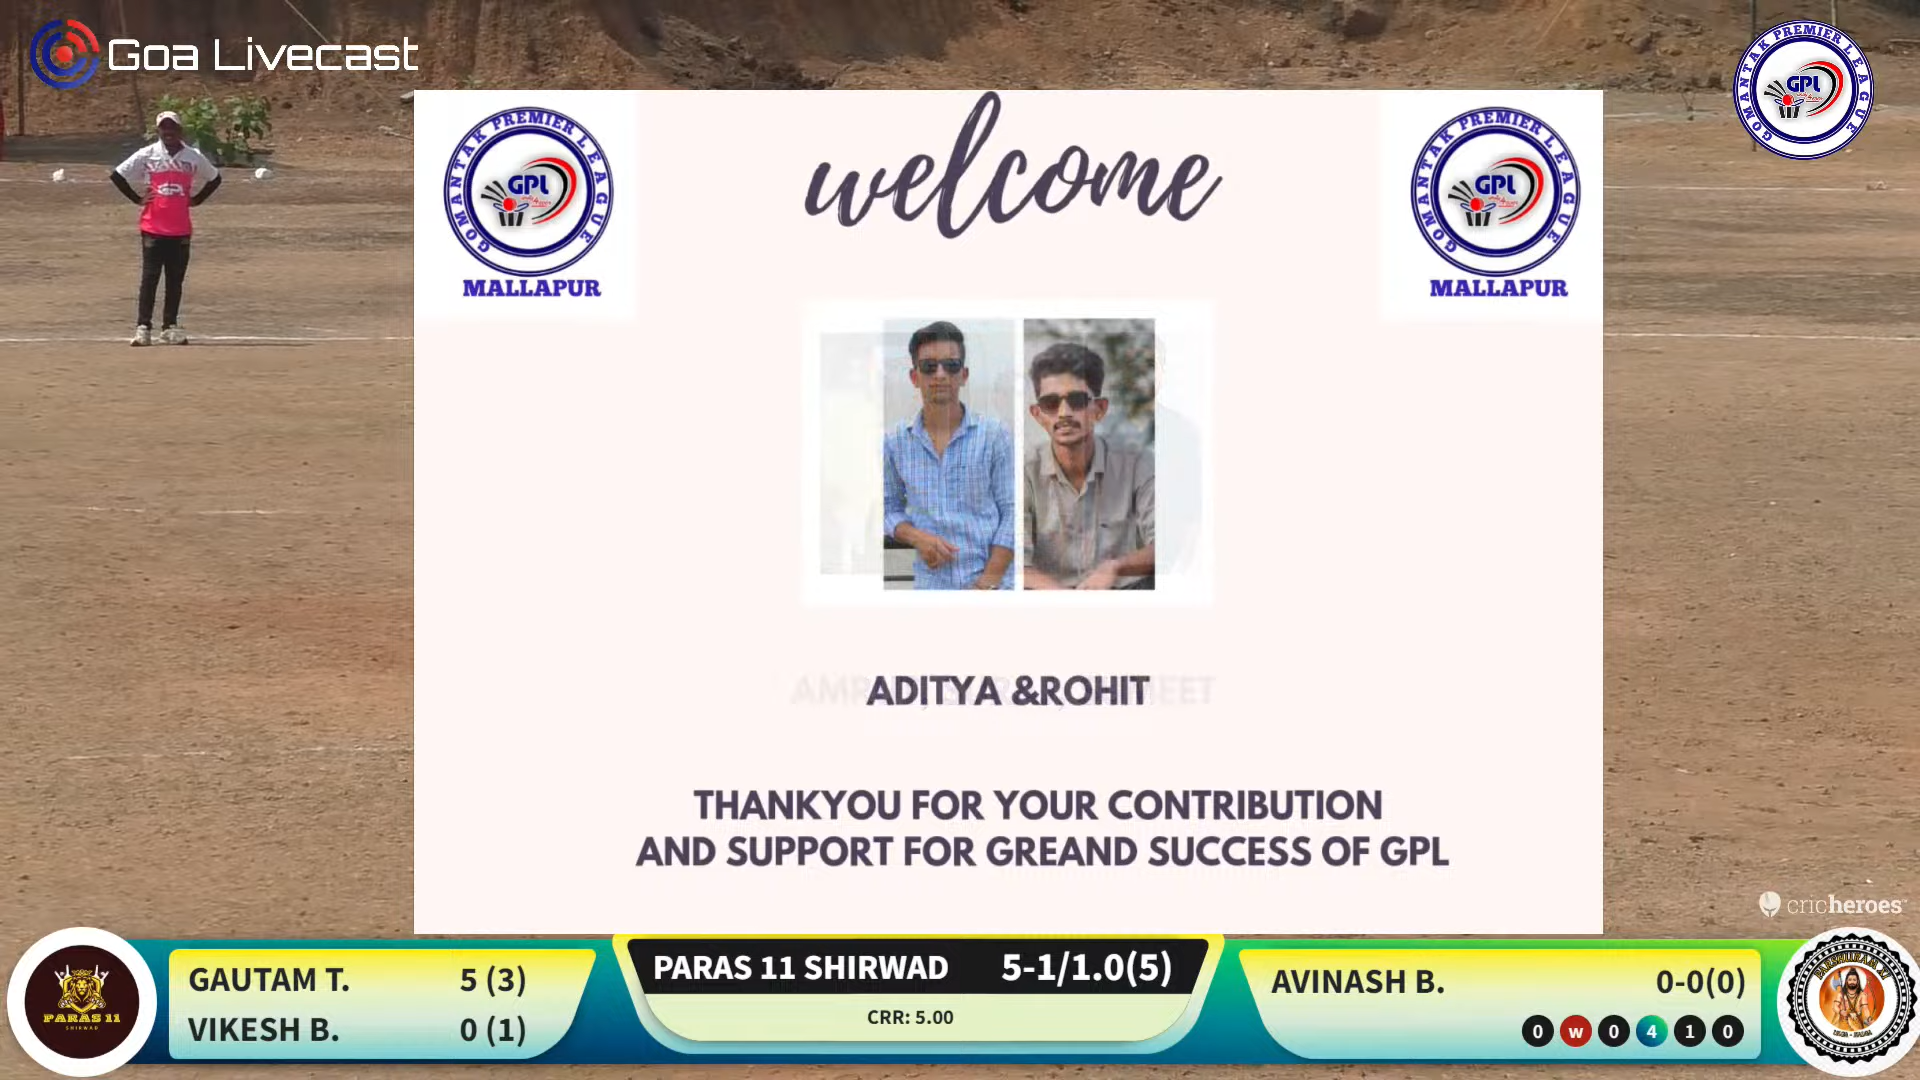 Goa Livecast
GOMANTAK PREMIER LEAGUE
GPL
GOMANTAK PREMIER LEAGUE
GPL
MALLAPUR
welcome
GOMANTAK PREMIER LEAGUE
GPL
MALLAPUR
ADITYA &ROHIT
THANKYOU FOR YOUR CONTRIBUTION
AND SUPPORT FOR GREAND SUCCESS OF GPL
cricheroes
PARAS 11
SHIRWAD
GAUTAM T. 5 (3)
VIKESH B. 0 (1)
PARAS 11 SHIRWAD 5-1/1.0(5)
CRR: 5.00
AVINASH B. 0-0(0)
0 w 0 4 1 0
PARSHURAM XI